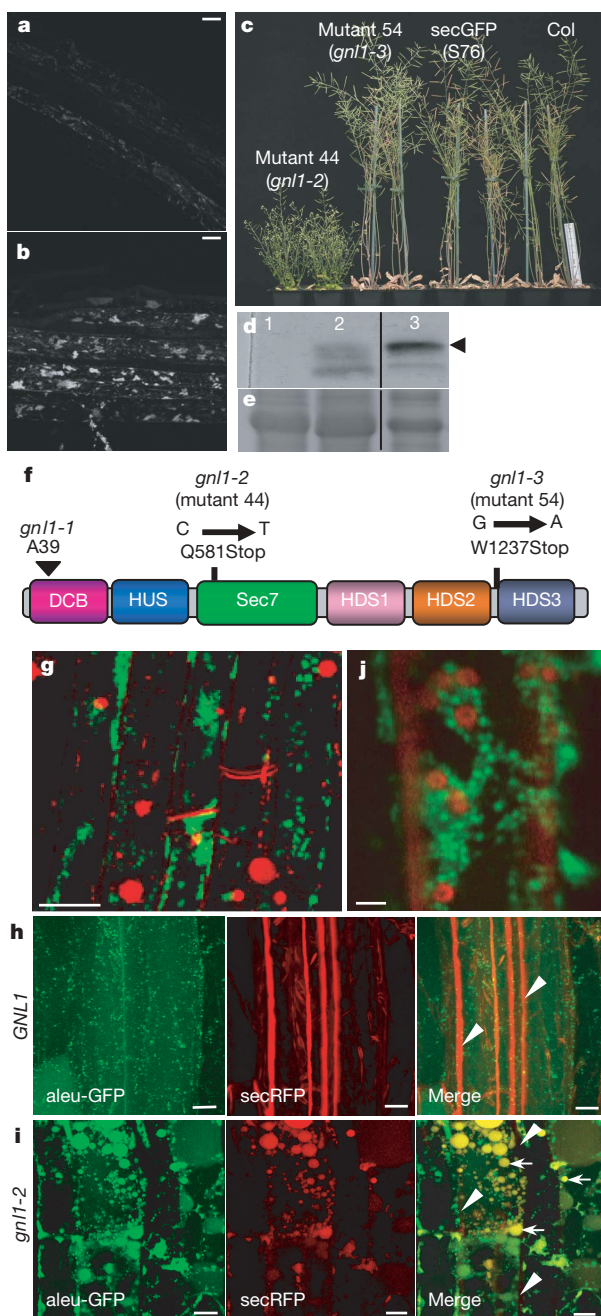 a
b
c
Mutant 54
(gnl1-3)
secGFP
(S76)
Col
Mutant 44
(gnl1-2)
d
1
2
3
e
f
gnl1-1
A39
gnl1-2
(mutant 44)
C T
Q581Stop
gnl1-3
(mutant 54)
G A
W1237Stop
DCB
HUS
Sec7
HDS1
HDS2
HDS3
g
j
h
GNL1
aleu-GFP
secRFP
Merge
i
gnl1-2
aleu-GFP
secRFP
Merge